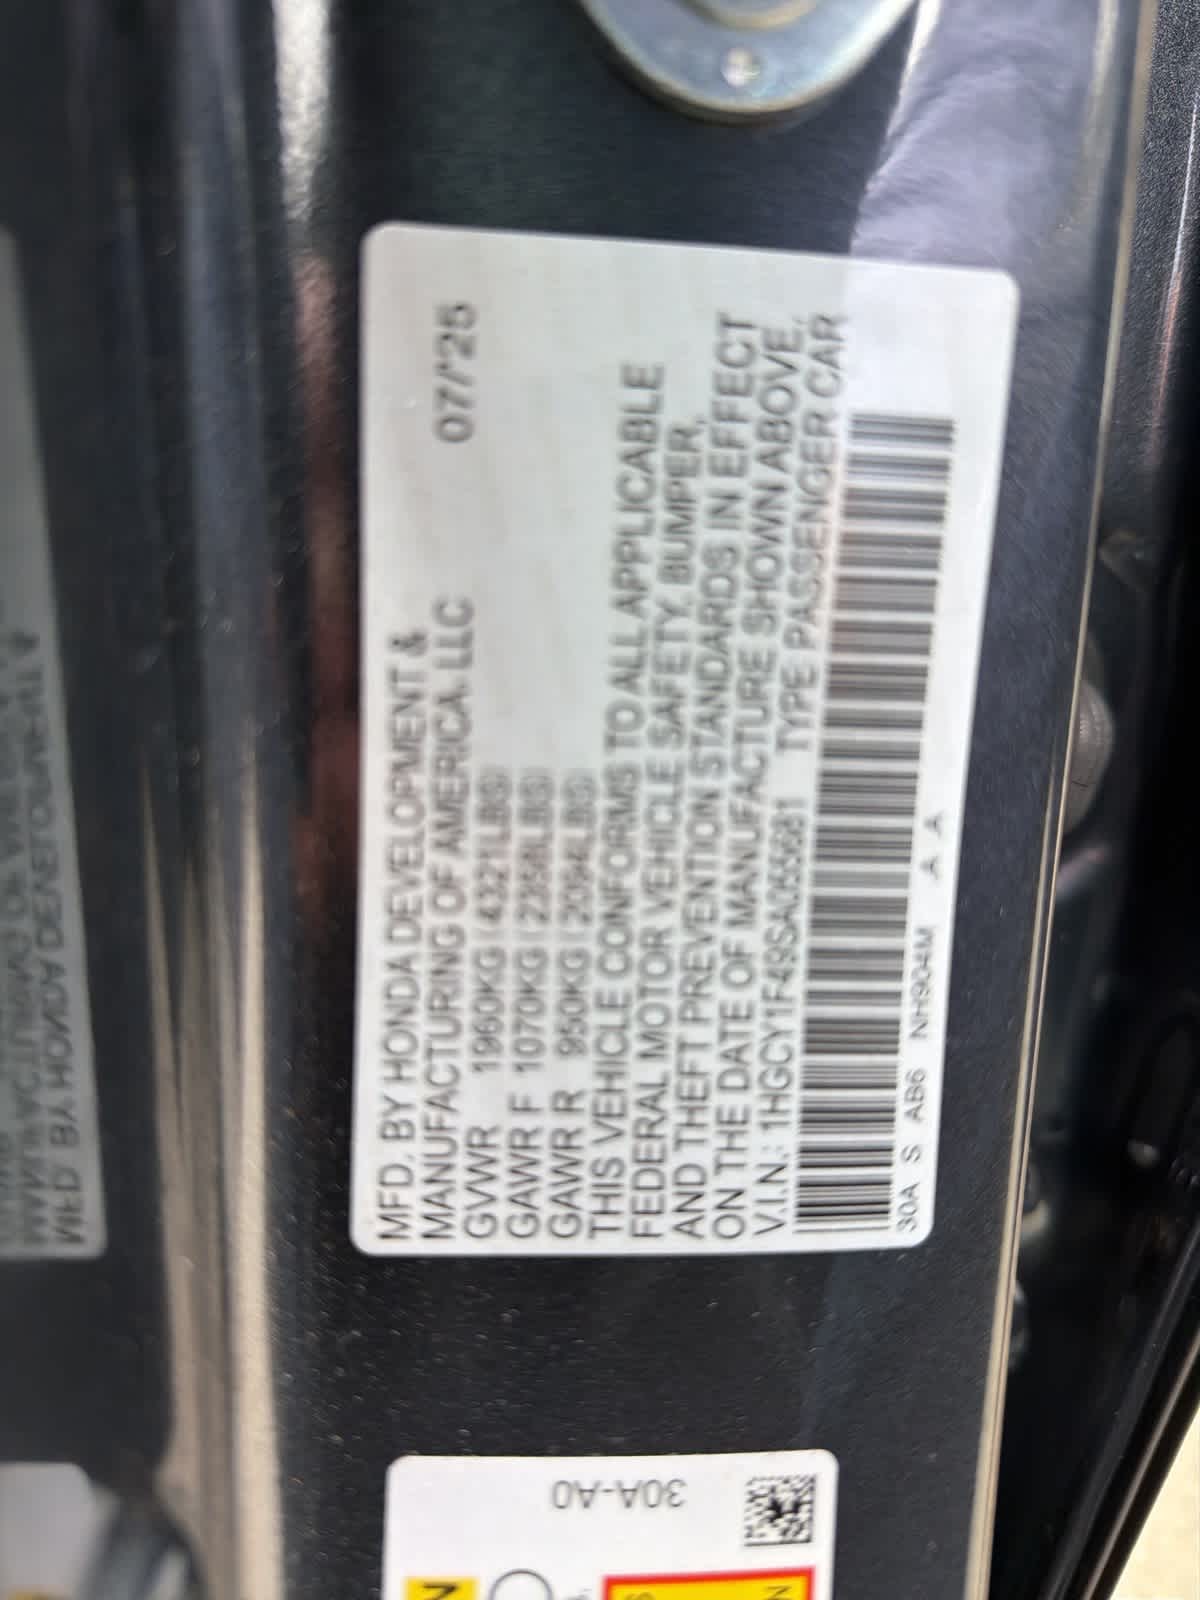 MFD. BY HONDA DEVELOPMENT &
MANUFACTURING OF AMERICA, LLC 07/'25
GVWR 1960KG (4321LBS)
GAWR F 1070KG (2359LBS)
GAWR R 950KG (2094LBS)
THIS VEHICLE CONFORMS TO ALL APPLICABLE
FEDERAL MOTOR VEHICLE SAFETY, BUMPER,
AND THEFT PREVENTION STANDARDS IN EFFECT
ON THE DATE OF MANUFACTURE SHOWN ABOVE.
V.I.N.: 1HGCY1F49SA055681 TYPE PASSENGER CAR
30A S AB6 NH904M A A
30A-A0